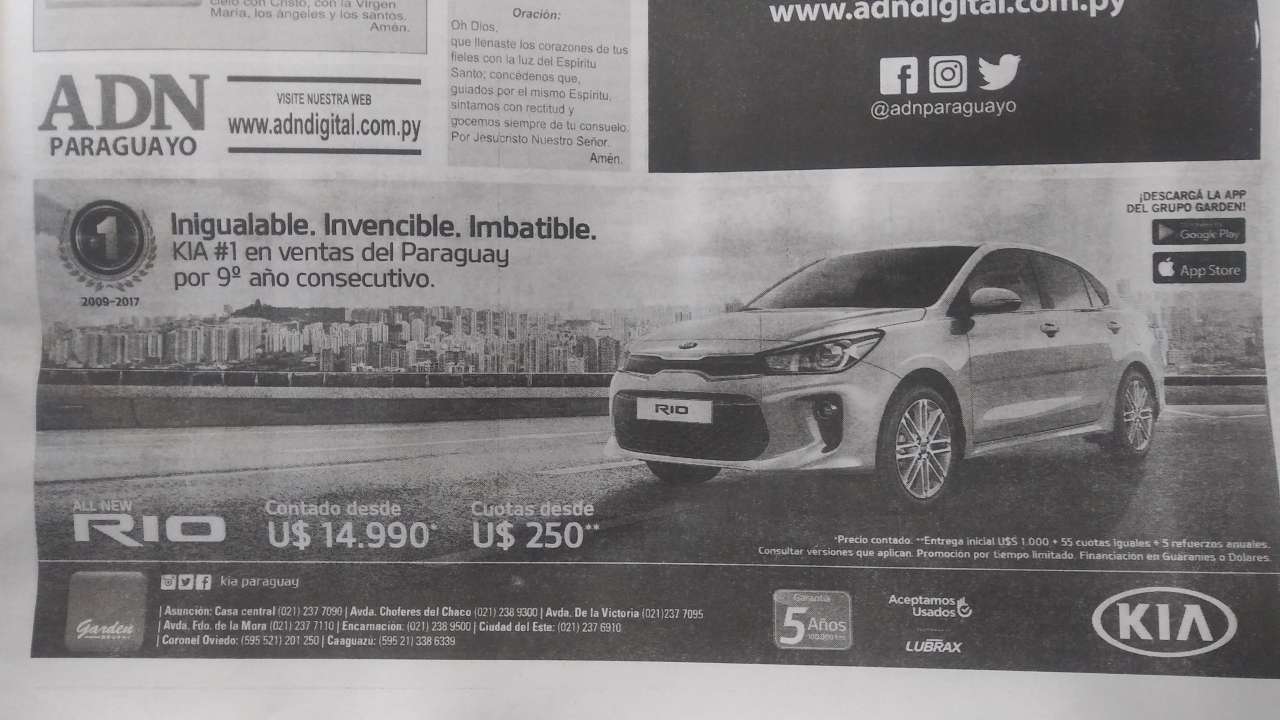 cielo con Cristo, con la Virgen
María, los ángeles y los santos.
Amén.
Oración:
Oh Dios,
que llenaste los corazones de tus
fieles con la luz del Espíritu
Santo; concédenos que,
guiados por el mismo Espíritu,
sintamos con rectitud y
gocemos siempre de tu consuelo.
Por Jesucristo Nuestro Señor.
Amén.
www.adndigital.com.py
@adnparaguayo
ADN
PARAGUAYO
VISITE NUESTRA WEB
www.adndigital.com.py
1
2009-2017
Inigualable. Invencible. Imbatible.
KIA #1 en ventas del Paraguay
por 9º año consecutivo.
¡DESCARGÁ LA APP
DEL GRUPO GARDEN!
Google Play
App Store
RIO
ALL NEW
RIO
Contado desde
U$ 14.990*
Cuotas desde
U$ 250**
*Precio contado. **Entrega inicial U$S 1.000 + 55 cuotas iguales + 5 refuerzos anuales.
Consultar versiones que aplican. Promoción por tiempo limitado. Financiación en Guaraníes o Dólares.
kia paraguay
Garden
| Asunción: Casa central (021) 237 7090 | Avda. Choferes del Chaco (021) 238 9300 | Avda. De la Victoria (021)237 7095
| Avda. Fdo. de la Mora (021) 237 7110 | Encarnación: (021) 238 9500 | Ciudad del Este: (021) 237 6910
| Coronel Oviedo: (595 521) 201 250 | Caaguazú: (595 21) 338 6339
Garantía
5 Años
100.000 km
Aceptamos
Usados
LUBRAX
KIA